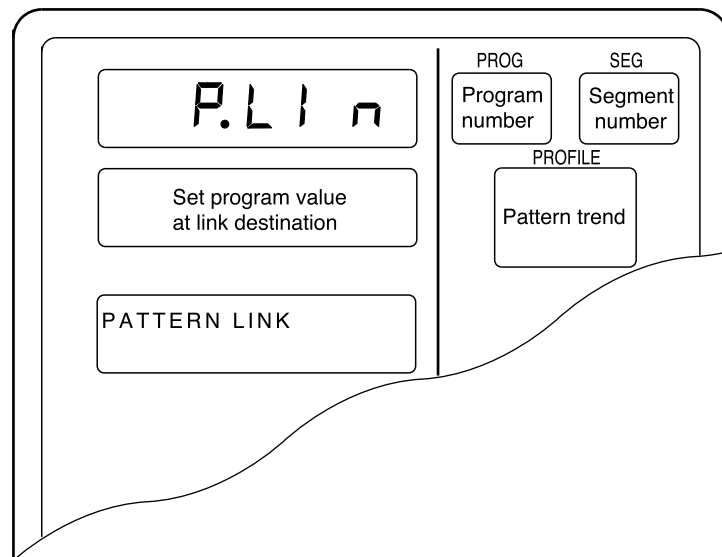 P.LIn
Set program value
at link destination
PATTERN LINK
PROG
Program
number
SEG
Segment
number
PROFILE
Pattern trend